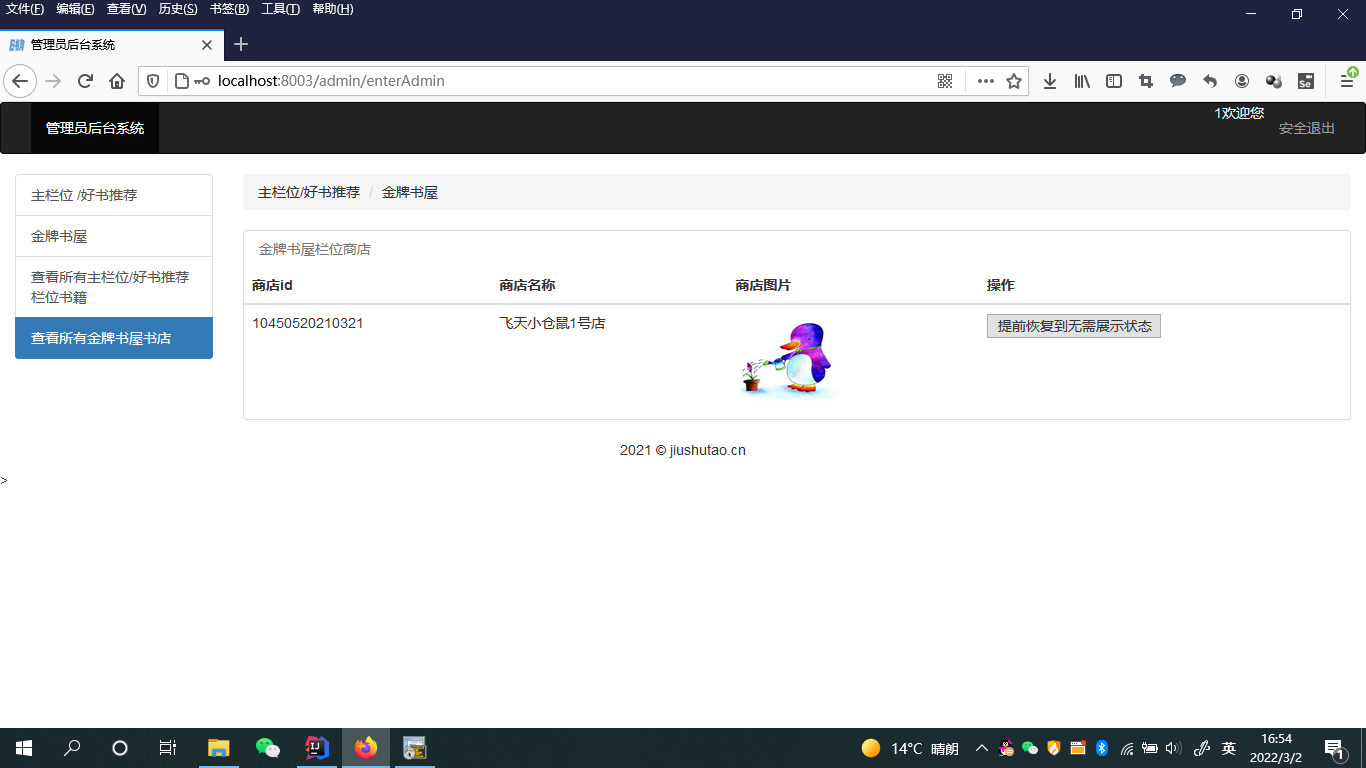 文件(F) 编辑(E) 查看(V) 历史(S) 书签(B) 工具(T) 帮助(H)
管理员后台系统
localhost:8003/admin/enterAdmin
管理员后台系统
1欢迎您
安全退出
主栏位 /好书推荐
金牌书屋
查看所有主栏位/好书推荐
栏位书籍
查看所有金牌书屋书店
主栏位/好书推荐 / 金牌书屋
金牌书屋栏位商店
商店id 商店名称 商店图片 操作
10450520210321 飞天小仓鼠1号店 提前恢复到无需展示状态
2021 © jiushutao.cn
>
14°C 晴朗
英
16:54
2022/3/2
1